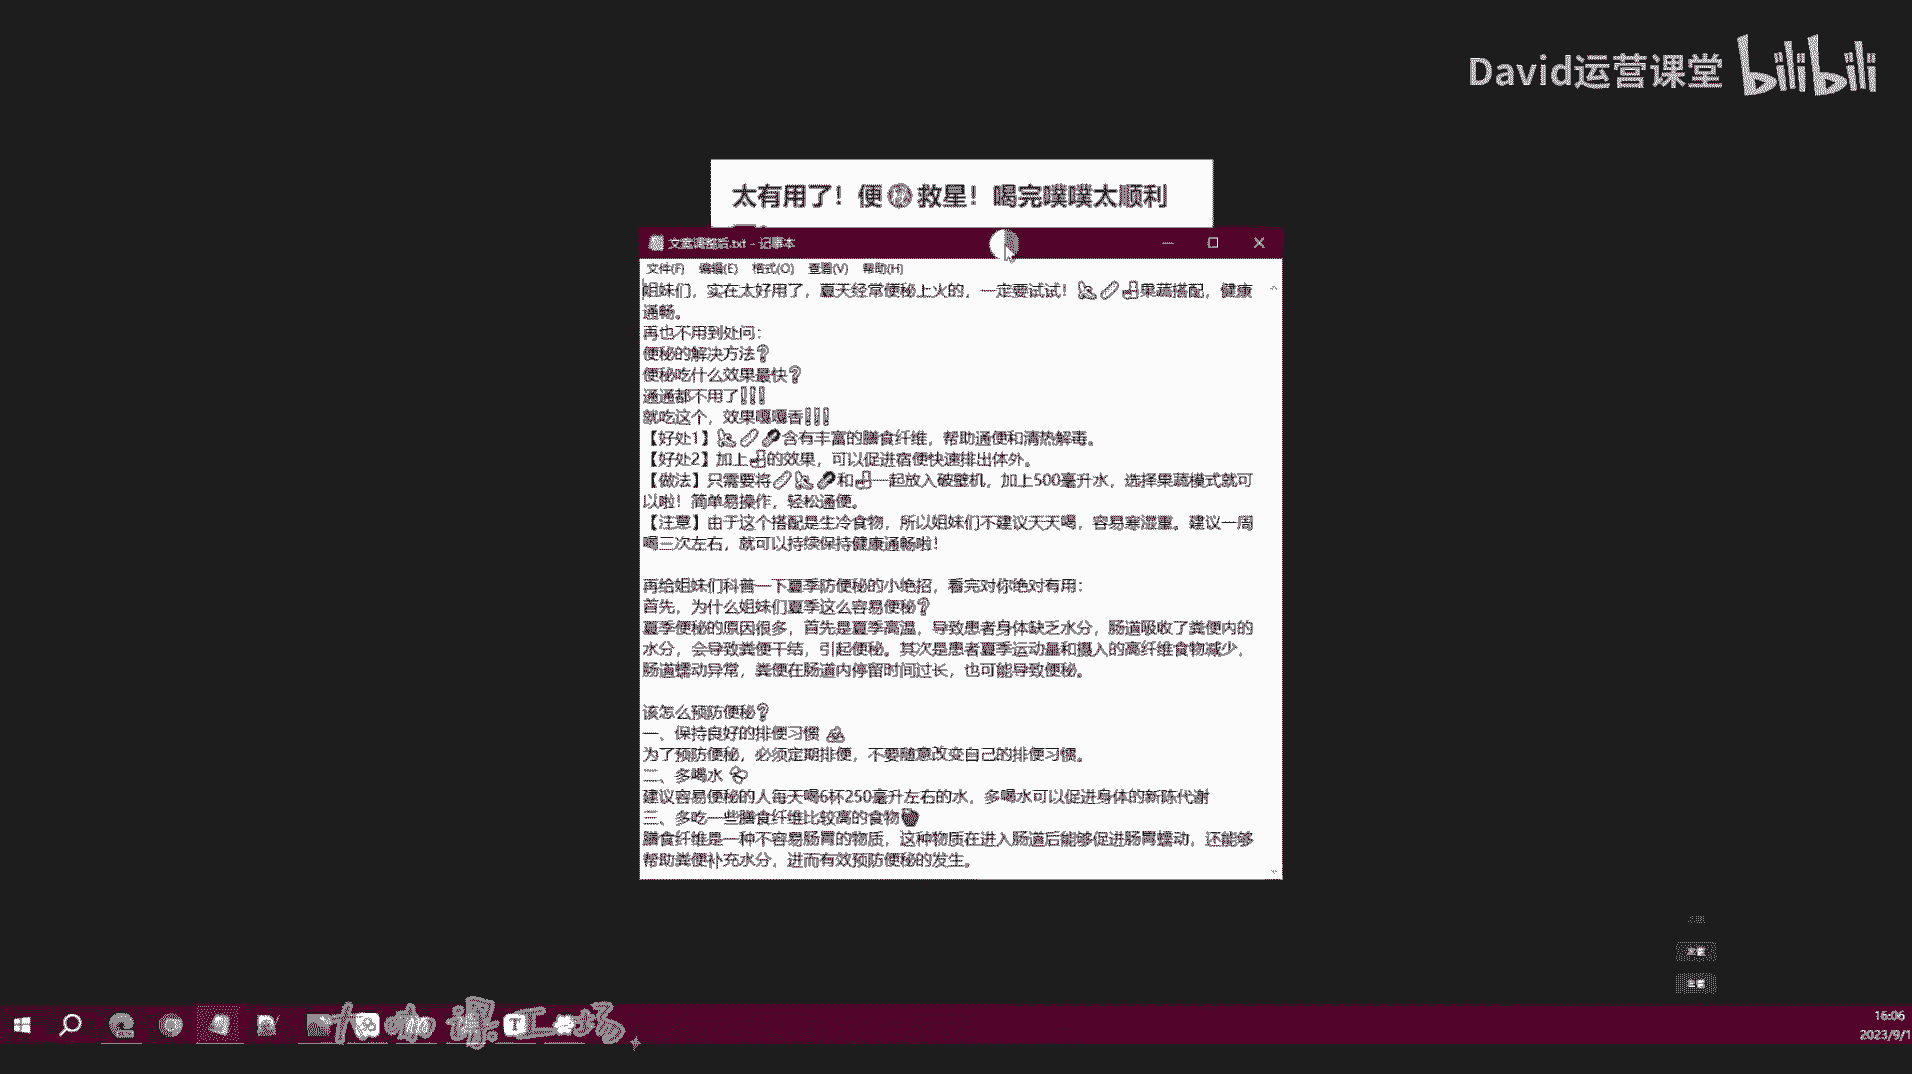 David运营课堂 bilibili
太有用了！便 救星！喝完噗噗太顺利
文案调整后.txt - 记事本
文件(F) 编辑(E) 格式(O) 查看(V) 帮助(H)
姐妹们，实在太好用了，夏天经常便秘上火的，一定要试试！🍌🥒🍶果蔬搭配，健康
通畅。
再也不用到处问：
便秘的解决方法❓
便秘吃什么效果最快❓
通通都不用了❗❗❗
就吃这个，效果嘎嘎香❗❗❗
【好处1】含有丰富的膳食纤维，帮助通便和清热解毒。
【好处2】加上的效果，可以促进宿便快速排出体外。
【做法】只需要将和一起放入破壁机，加上500毫升水，选择果蔬模式就可
以啦！简单易操作，轻松通便。
【注意】由于这个搭配是生冷食物，所以姐妹们不建议天天喝，容易寒湿重。建议一周
喝三次左右，就可以持续保持健康通畅啦！
再给姐妹们科普一下夏季防便秘的小绝招，看完对你绝对有用：
首先，为什么姐妹们夏季这么容易便秘❓
夏季便秘的原因很多，首先是夏季高温，导致患者身体缺乏水分，肠道吸收了粪便内的
水分，会导致粪便干结，引起便秘。其次是患者夏季运动量和摄入的高纤维食物减少，
肠道蠕动异常，粪便在肠道内停留时间过长，也可能导致便秘。
该怎么预防便秘❓
一、保持良好的排便习惯
为了预防便秘，必须定期排便，不要随意改变自己的排便习惯。
二、多喝水
建议容易便秘的人每天喝6杯250毫升左右的水，多喝水可以促进身体的新陈代谢
三、多吃一些膳食纤维比较高的食物
膳食纤维是一种不容易肠胃的物质，这种物质在进入肠道后能够促进肠胃蠕动，还能够
帮助粪便补充水分，进而有效预防便秘的发生。
大咖课工场
16:06
2023/9/1